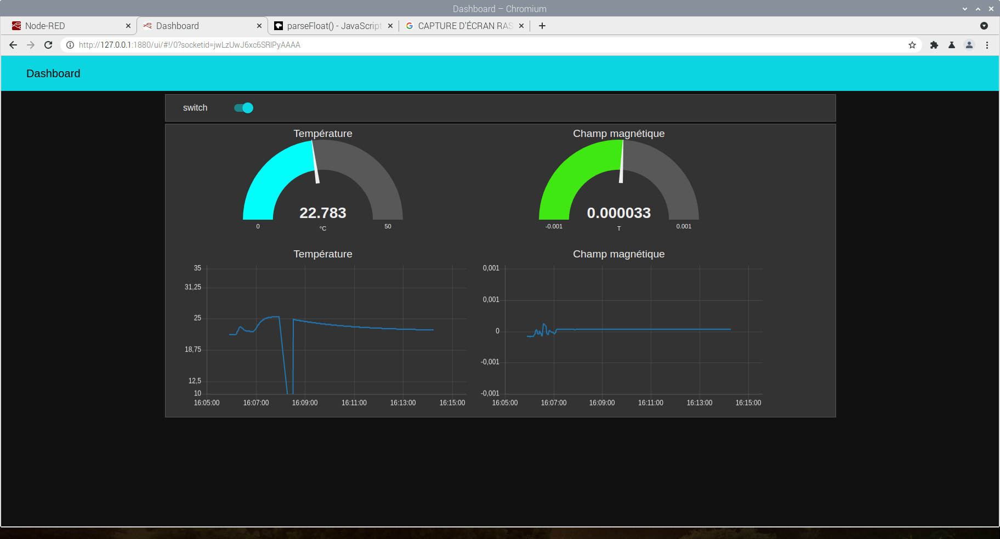 Dashboard – Chromium
Node-RED
Dashboard
parseFloat() - JavaScript
CAPTURE D'ÉCRAN RAS
http://127.0.0.1:1880/ui/#!/0?socketid=jwLzUwJ6xc6SRlPyAAAA
Dashboard
switch
Température
22.783
0
°C
50
Champ magnétique
0.000033
-0.001
T
0.001
Température
35
31,25
25
18,75
12,5
10
16:05:00 16:07:00 16:09:00 16:11:00 16:13:00 16:15:00
Champ magnétique
0,001
0,001
0
-0,001
-0,001
16:05:00 16:07:00 16:09:00 16:11:00 16:13:00 16:15:00